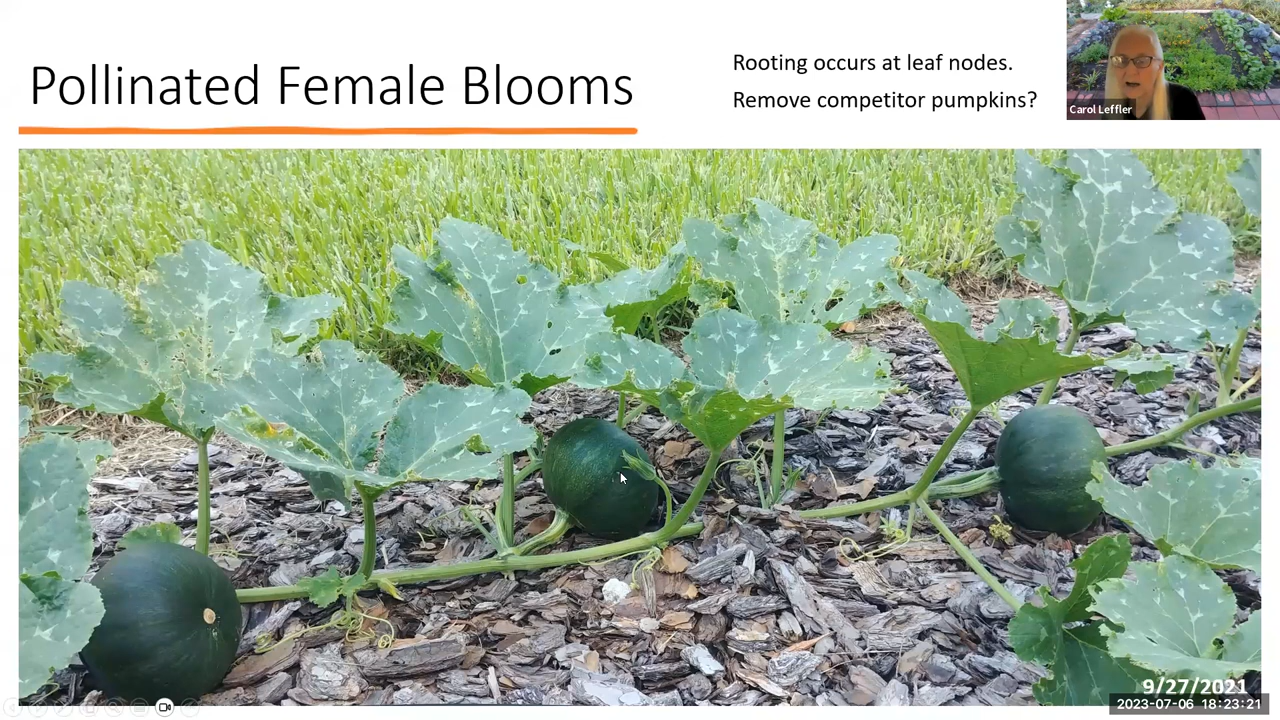 Pollinated Female Blooms
Rooting occurs at leaf nodes.
Remove competitor pumpkins?
Carol Leffler
9/27/2021
2023-07-06 18:23:21